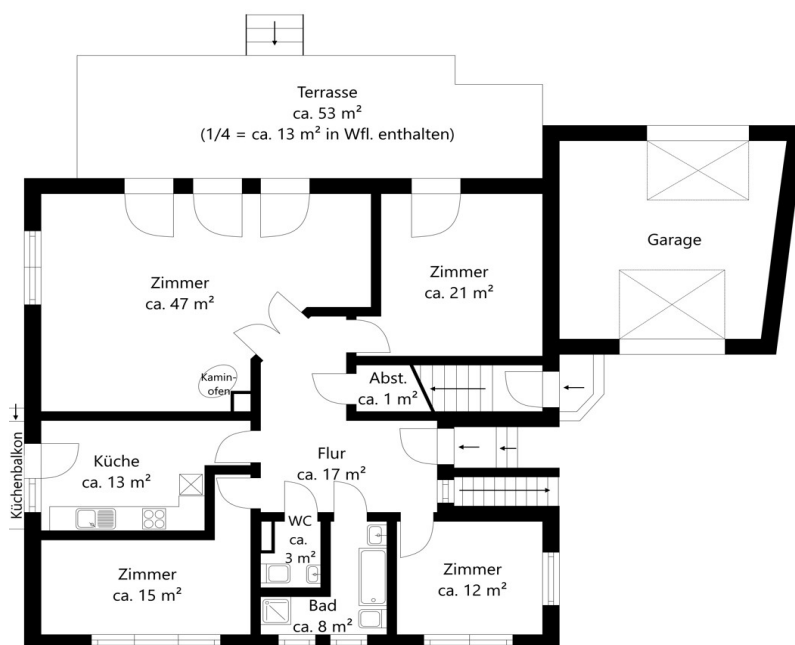 Terrasse
ca. 53 m²
(1/4 = ca. 13 m² in Wfl. enthalten)
Zimmer
ca. 47 m²
Zimmer
ca. 21 m²
Garage
Kamin-
ofen
Abst.
ca. 1 m²
Küchenbalkon
Küche
ca. 13 m²
Flur
ca. 17 m²
WC
ca.
3 m²
Zimmer
ca. 15 m²
Bad
ca. 8 m²
Zimmer
ca. 12 m²